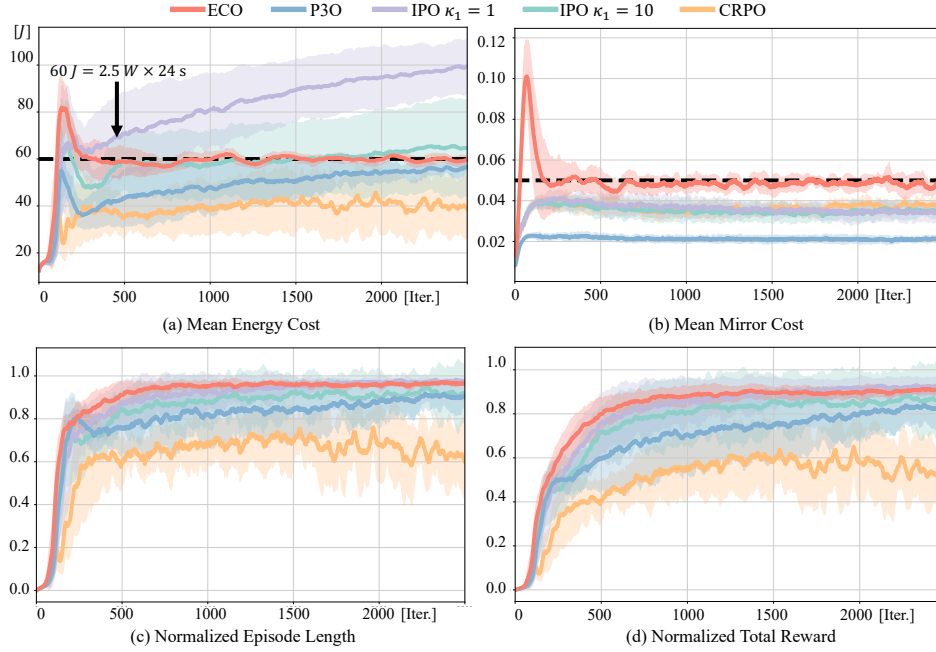 ECO P3O IPO κ₁ = 1 IPO κ₁ = 10 CRPO
[J]
100
80
60
40
20
60 J = 2.5 W × 24 s
0 500 1000 1500 2000 [Iter.]
(a) Mean Energy Cost
0.12
0.10
0.08
0.06
0.04
0.02
0 500 1000 1500 2000 [Iter.]
(b) Mean Mirror Cost
1.0
0.8
0.6
0.4
0.2
0.0
0 500 1000 1500 2000 [Iter.]
(c) Normalized Episode Length
1.0
0.8
0.6
0.4
0.2
0.0
0 500 1000 1500 2000 [Iter.]
(d) Normalized Total Reward